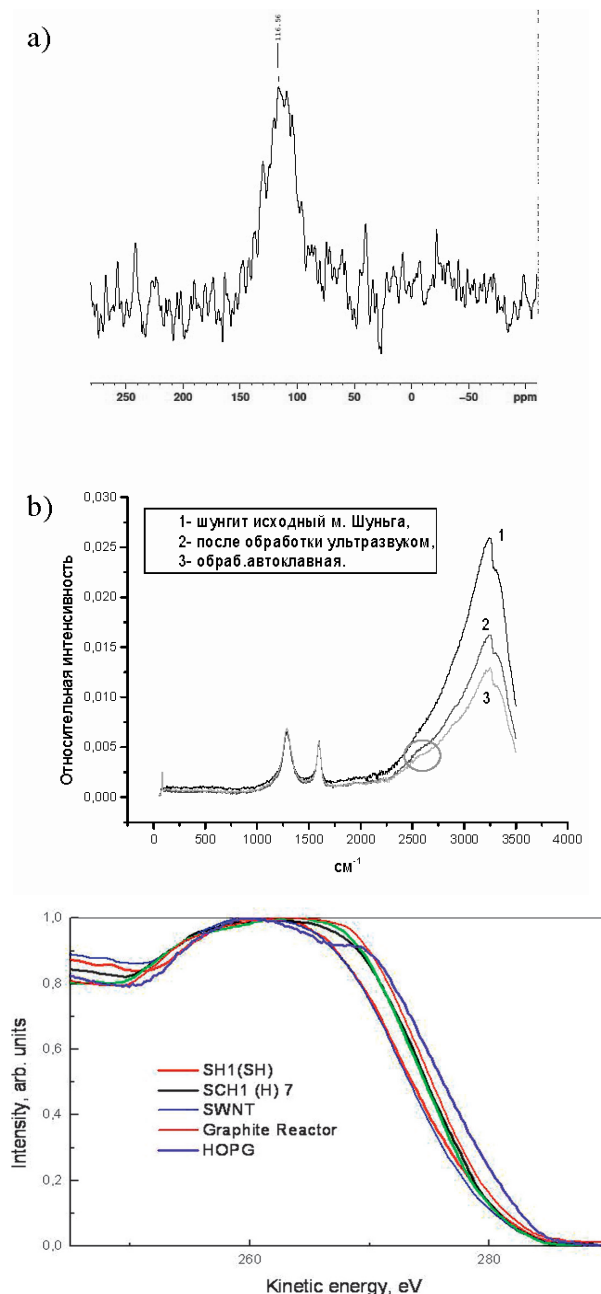 a)
116.56
250 200 150 100 50 0 -50 ppm
b)
0,030
0,025
0,020
0,015
0,010
0,005
0,000
Относительная интенсивность
1- шунгит исходный м. Шуньга,
2- после обработки ультразвуком,
3- обраб.автоклавная.
1
2
3
0 500 1000 1500 2000 2500 3000 3500 4000
см-1
1,0
0,8
0,6
0,4
0,2
0,0
Intensity, arb. units
SH1(SH)
SCH1 (H) 7
SWNT
Graphite Reactor
HOPG
260 280
Kinetic energy, eV